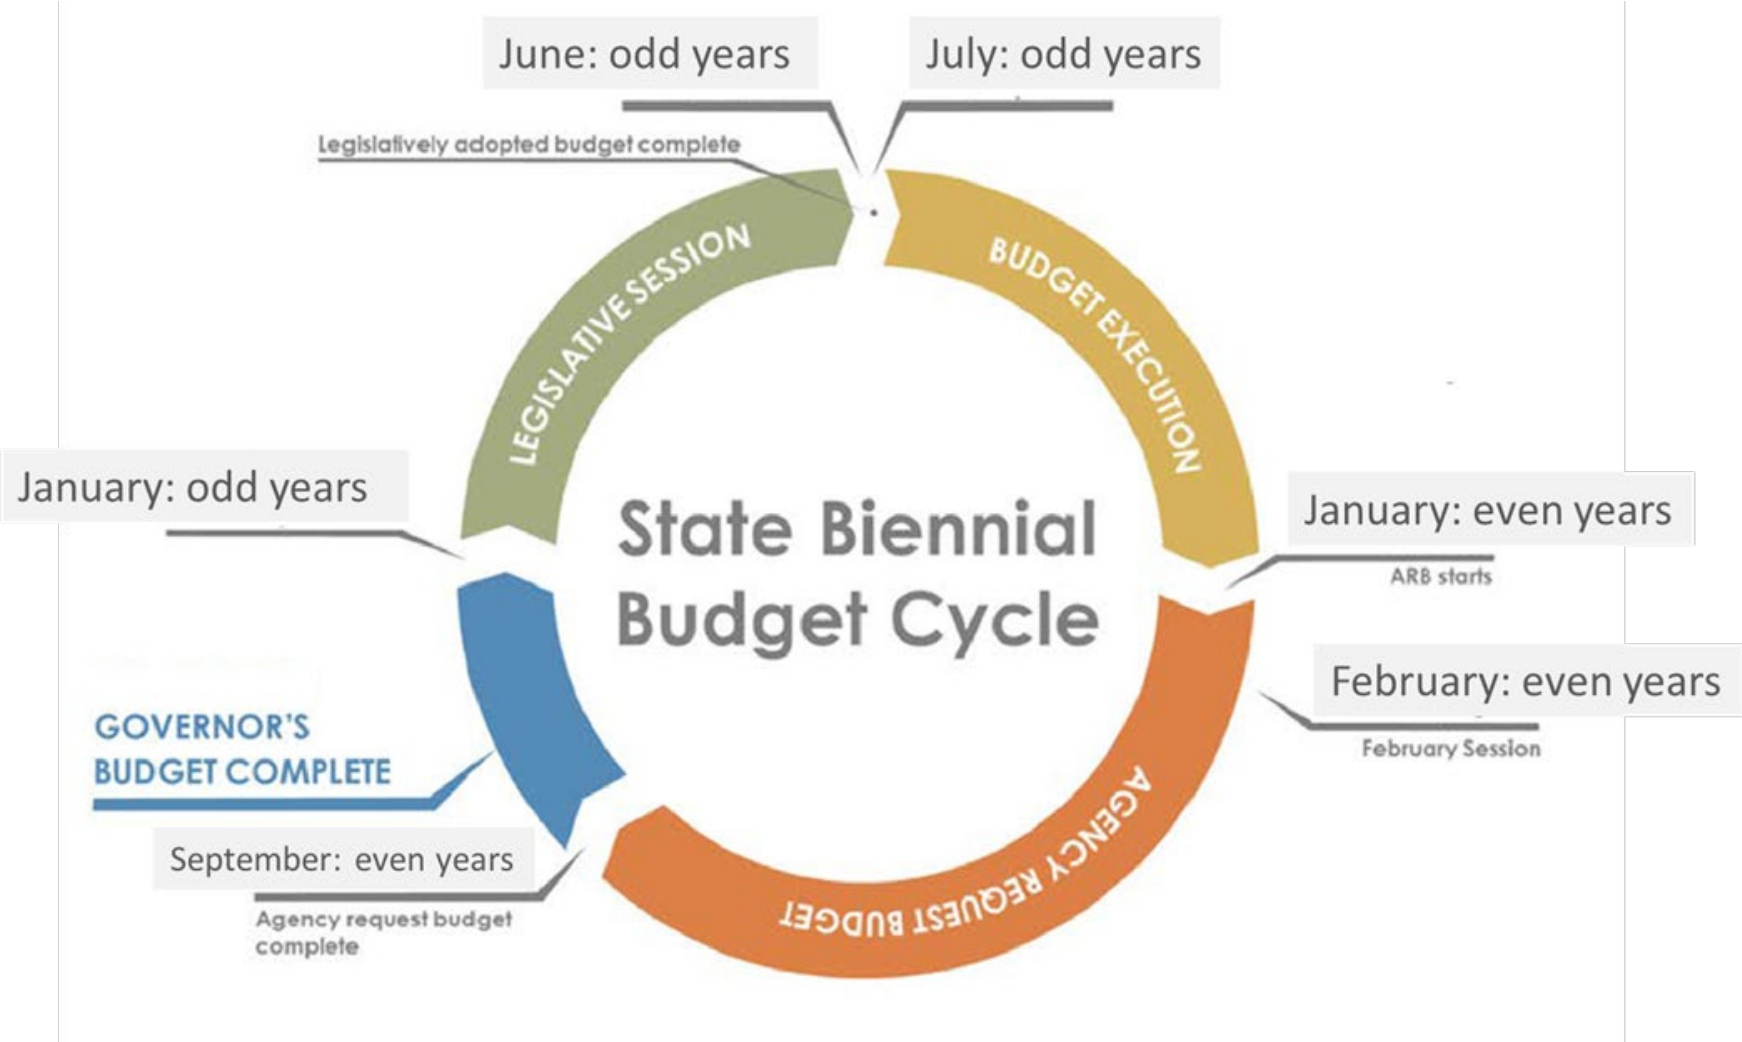 June: odd years
July: odd years
Legislatively adopted budget complete
LEGISLATIVE SESSION
BUDGET EXECUTION
January: odd years
State Biennial
Budget Cycle
January: even years
ARB starts
February: even years
February Session
GOVERNOR'S
BUDGET COMPLETE
AGENCY REQUEST BUDGET
September: even years
Agency request budget
complete